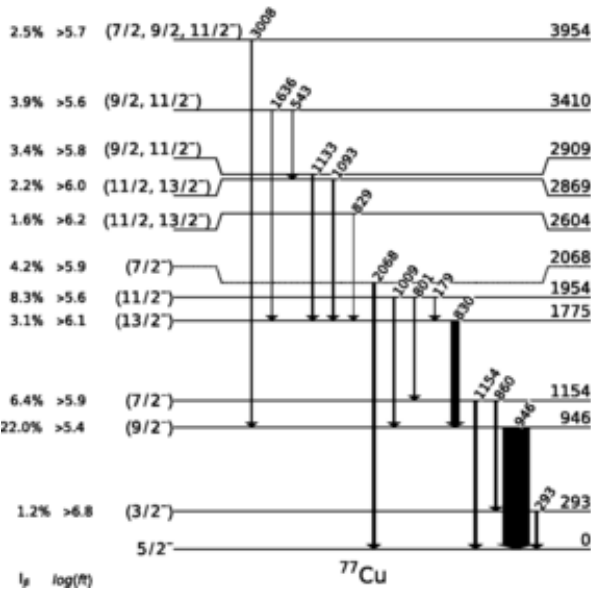 2.5% >5.7 (7/2, 9/2, 11/2⁻) 3008 3954
3.9% >5.6 (9/2, 11/2⁻) 1636 543 3410
3.4% >5.8 (9/2, 11/2⁻) 1133 1093 2909
2.2% >6.0 (11/2, 13/2⁻) 2869
1.6% >6.2 (11/2, 13/2⁻) 829 2604
4.2% >5.9 (7/2⁻) 2068 2068
8.3% >5.6 (11/2⁻) 1009 801 179 1954
3.1% >6.1 (13/2⁻) 830 1775
6.4% >5.9 (7/2⁻) 1154 860 1154
22.0% >5.4 (9/2⁻) 946 946
1.2% >6.8 (3/2⁻) 293 293
5/2⁻ 0
Iᵦ log(ft) ⁷⁷Cu